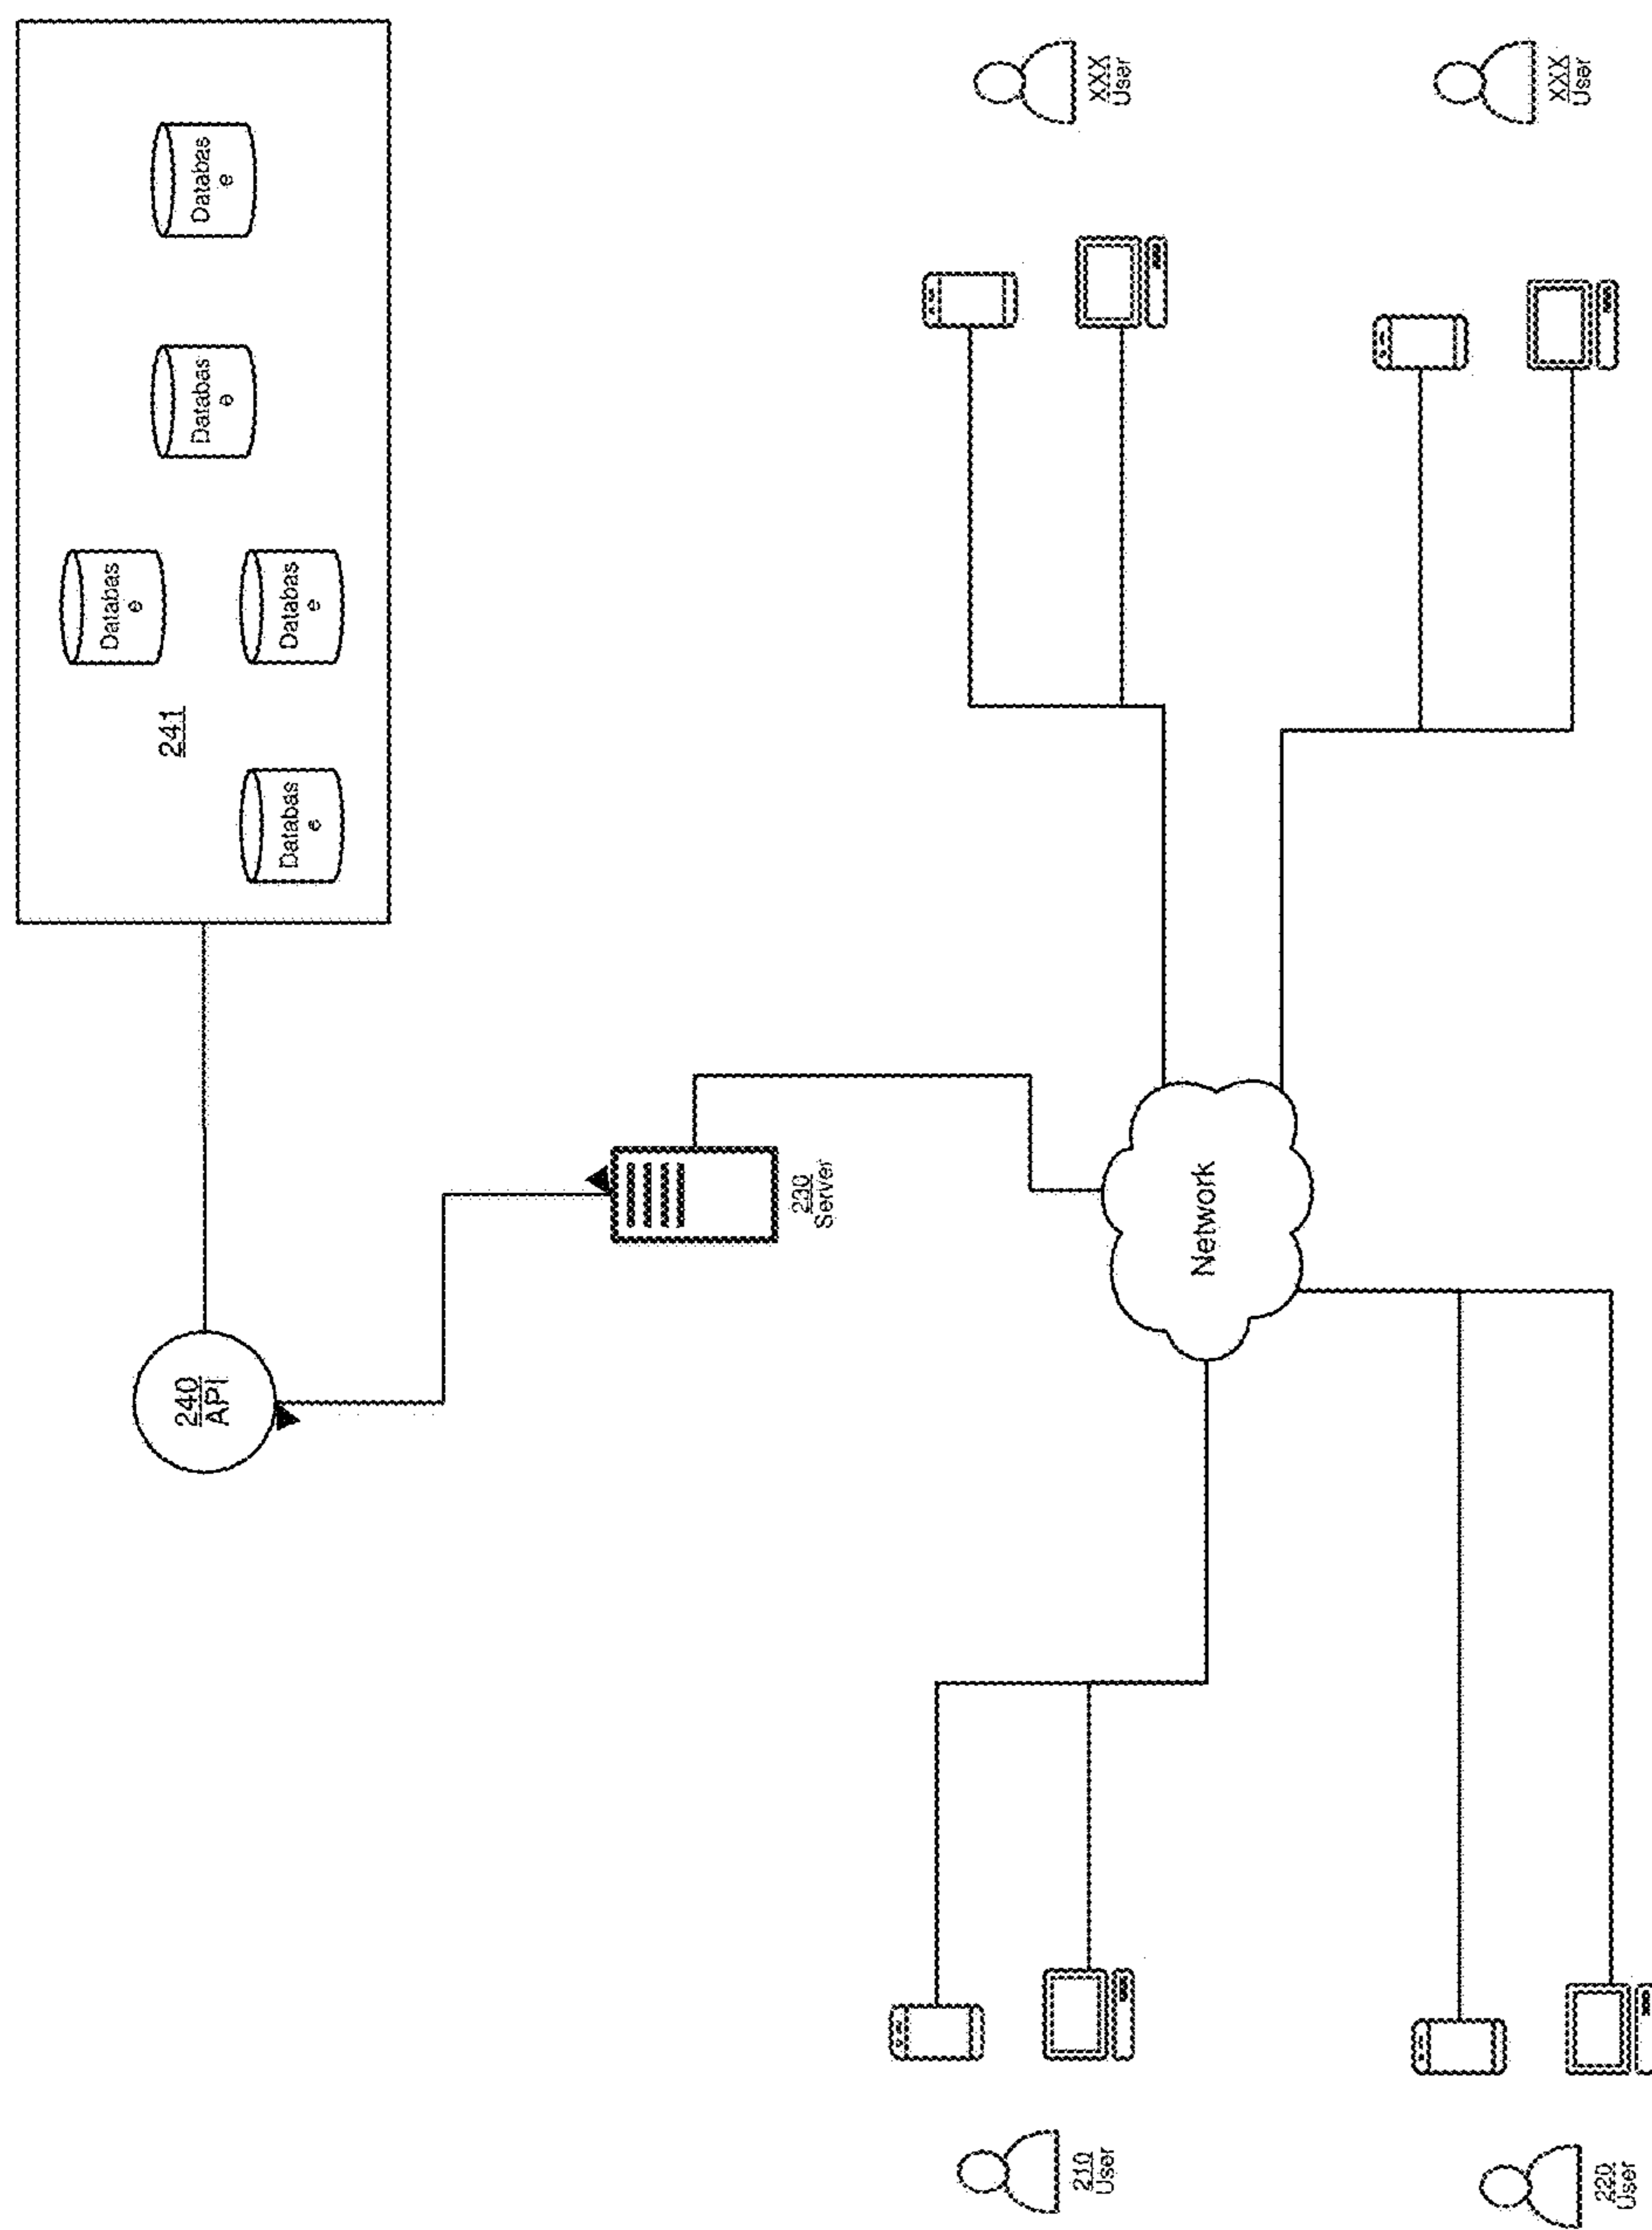 Databas
e
241
240
API
Databas
e
Databas
e
Databas
e
Databas
e
230
Server
210
User
XXX
User
Network
220
User
XXX
User